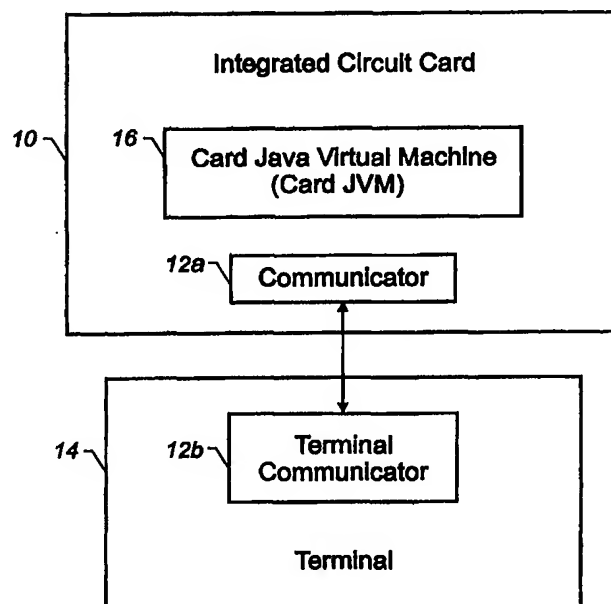 Integrated Circuit Card
10
16
Card Java Virtual Machine
(Card JVM)
12a
Communicator
14
12b
Terminal
Communicator
Terminal